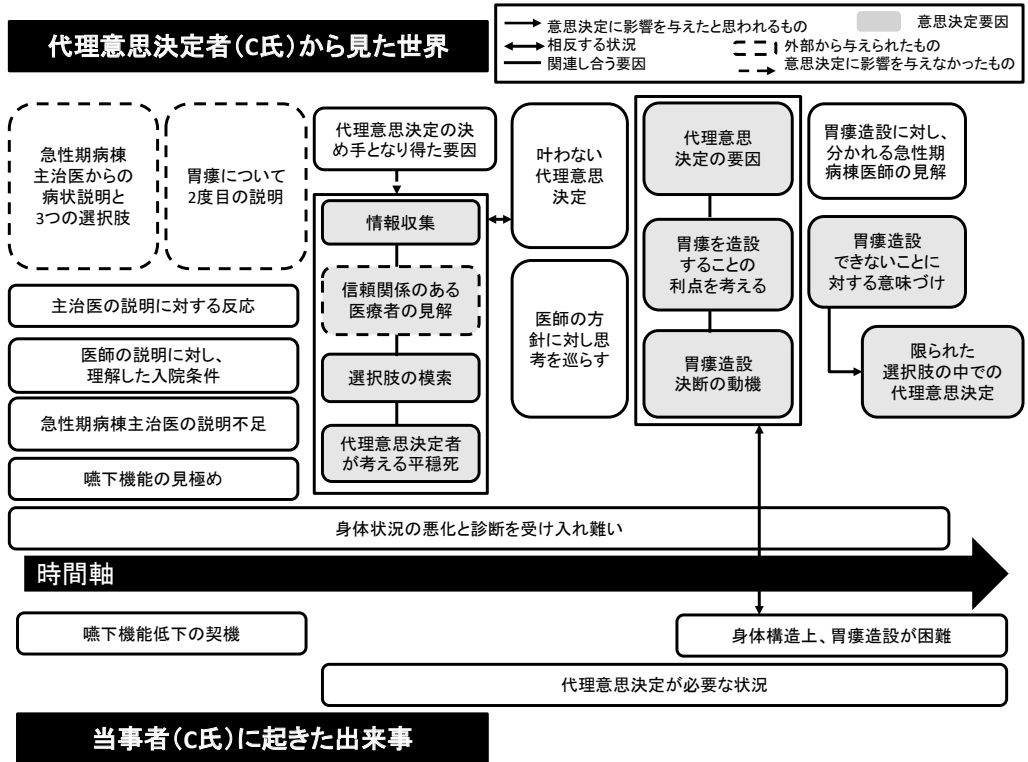 代理意思決定者(C氏)から見た世界
意思決定に影響を与えたと思われるもの
意思決定要因
相反する状況
外部から与えられたもの
関連し合う要因
意思決定に影響を与えなかったもの
急性期病棟
主治医からの
病状説明と
3つの選択肢
胃瘻について
2度目の説明
代理意思決定の決
め手となり得た要因
情報収集
信頼関係のある
医療者の見解
選択肢の模索
代理意思決定者
が考える平穏死
叶わない
代理意思
決定
医師の方
針に対し思
考を巡らす
代理意思
決定の要因
胃瘻を造設
することの
利点を考える
胃瘻造設
決断の動機
胃瘻造設に対し、
分かれる急性期
病棟医師の見解
胃瘻造設
できないことに
対する意味づけ
限られた
選択肢の中での
代理意思決定
主治医の説明に対する反応
医師の説明に対し、
理解した入院条件
急性期病棟主治医の説明不足
嚥下機能の見極め
身体状況の悪化と診断を受け入れ難い
時間軸
嚥下機能低下の契機
身体構造上、胃瘻造設が困難
代理意思決定が必要な状況
当事者(C氏)に起きた出来事